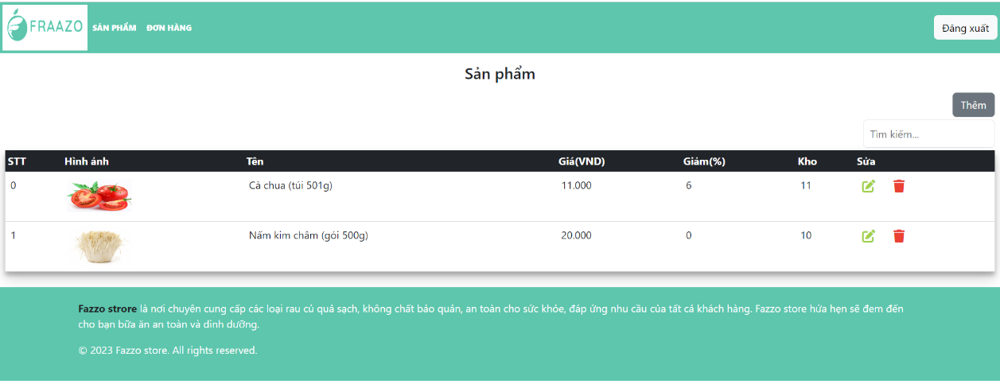 FRAAZO SẢN PHẨM ĐƠN HÀNG Đăng xuất
Sản phẩm
Thêm
Tìm kiếm...
STT Hình ảnh Tên Giá(VND) Giảm(%) Kho Sửa
0 Cà chua (túi 501g) 11.000 6 11
1 Nấm kim châm (gói 500g) 20.000 0 10
Fazzo strore là nơi chuyên cung cấp các loại rau củ quả sạch, không chất bảo quản, an toàn cho sức khỏe, đáp ứng nhu cầu của tất cả khách hàng. Fazzo store hứa hẹn sẽ đem đến
cho bạn bữa ăn an toàn và dinh dưỡng.
© 2023 Fazzo store. All rights reserved.